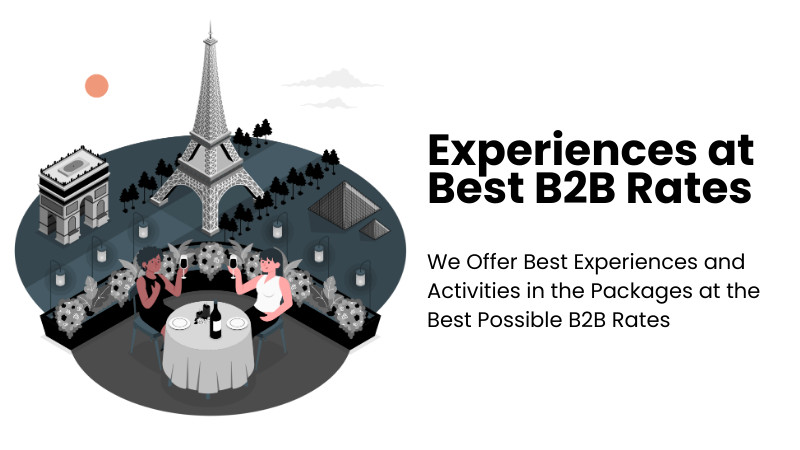 Experiences at
Best B2B Rates
We Offer Best Experiences and
Activities in the Packages at the
Best Possible B2B Rates